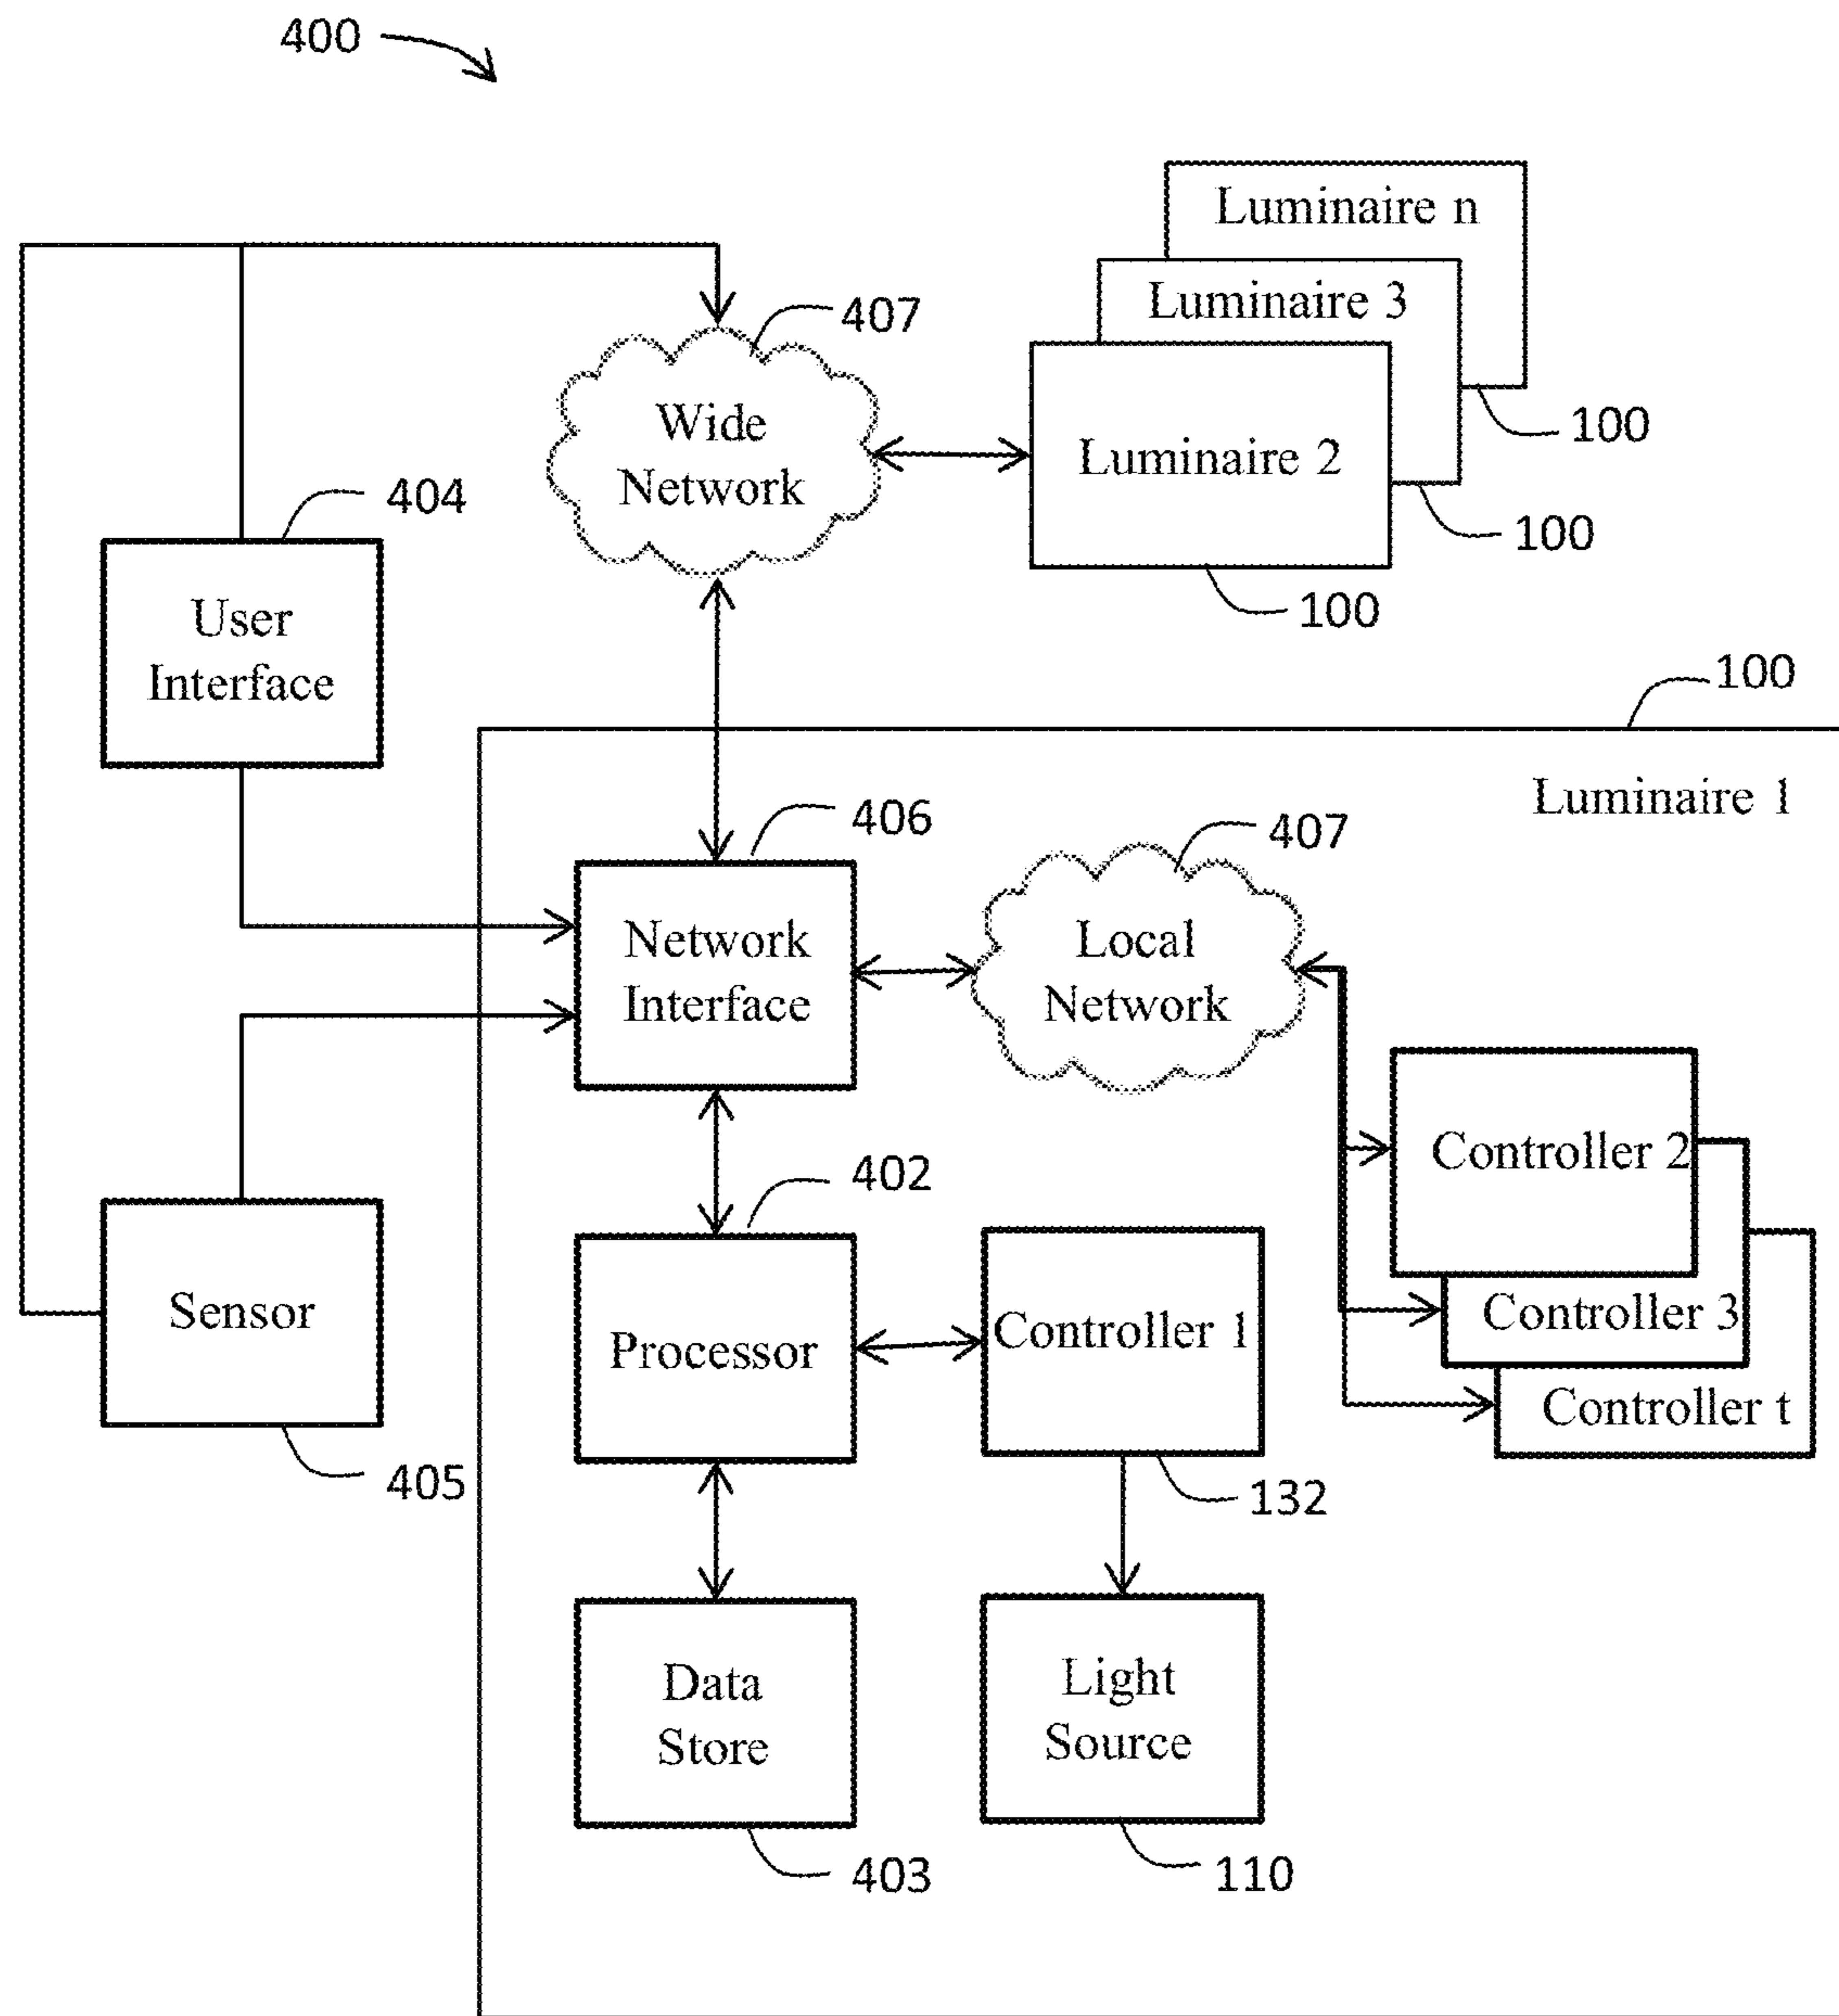 400
Luminaire n
Luminaire 3
407
Wide
Network
100
Luminaire 2
404
100
100
User
Interface
100
Luminaire 1
406
407
Network
Interface
Local
Network
402
Controller 2
Sensor
Processor
Controller 1
Controller 3
Controller t
405
132
Data
Store
Light
Source
403
110